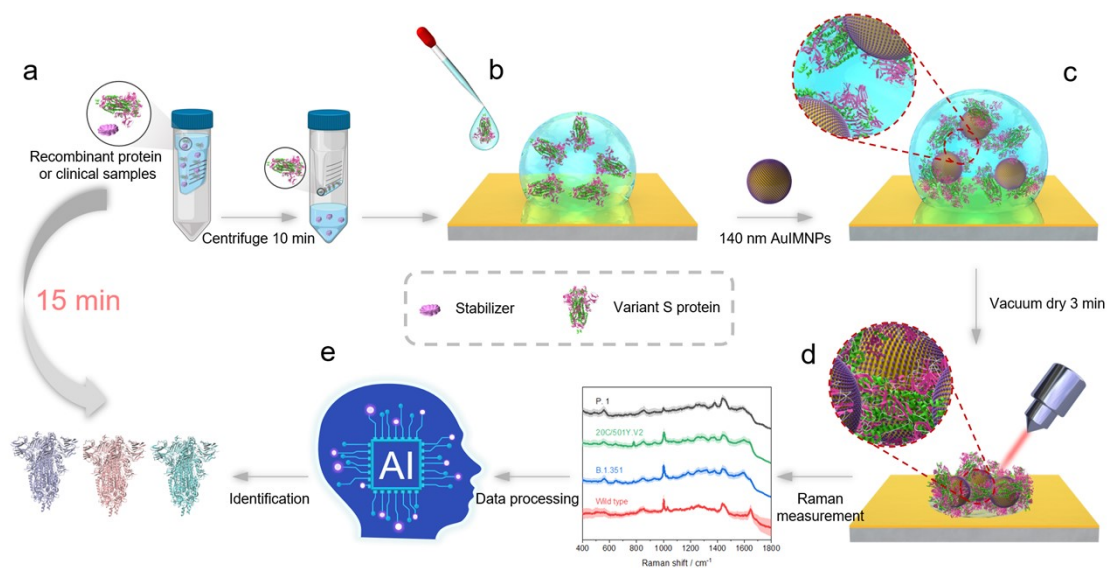 a
Recombinant protein
or clinical samples
Centrifuge 10 min
b
140 nm AuIMNPs
c
15 min
Stabilizer
Variant S protein
Vacuum dry 3 min
d
Raman
measurement
P. 1
20C/501Y.V2
B.1.351
Wild type
400 600 800 1000 1200 1400 1600 1800
Raman shift / cm⁻¹
Data processing
e
AI
Identification